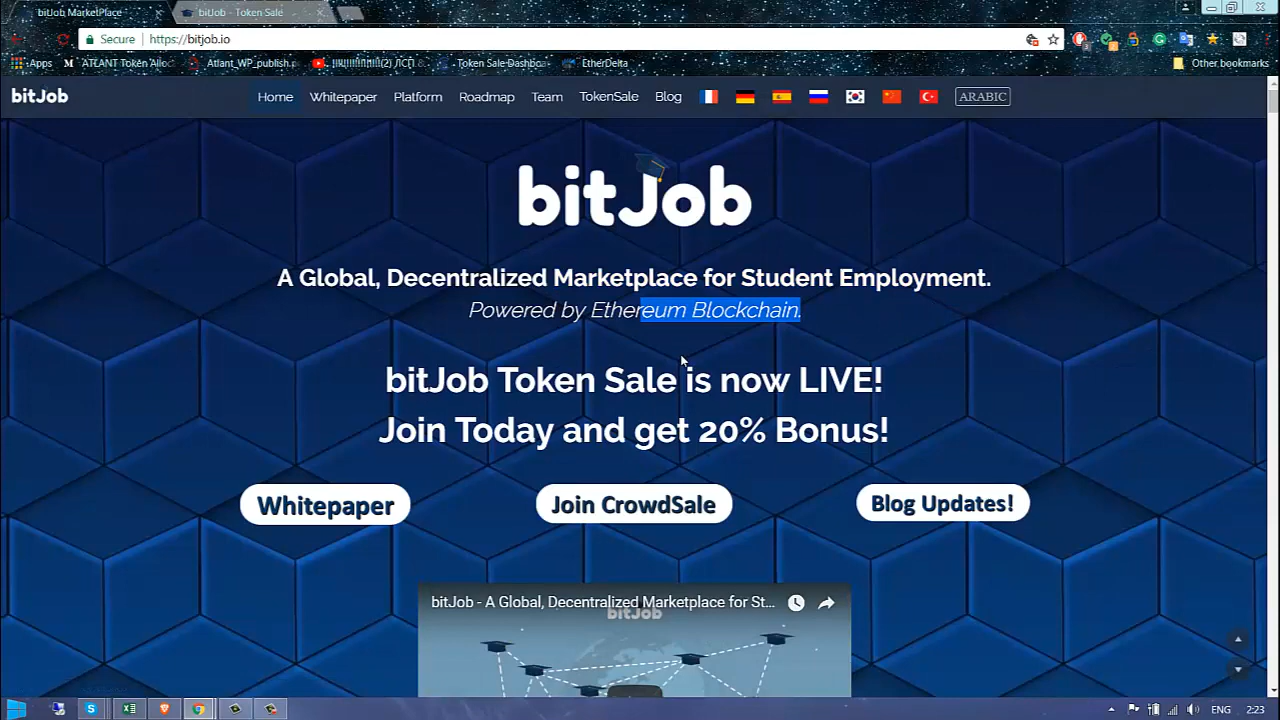 bitJob MarketPlace
bitJob - Token Sale
Secure
https://bitjob.io
Apps
ATLANT Token Alloc
Atlant_WP_publish.p
Token Sale Dashboa
EtherDelta
Other bookmarks
bitJob
Home
Whitepaper
Platform
Roadmap
Team
TokenSale
Blog
ARABIC
bitJob
A Global, Decentralized Marketplace for Student Employment.
Powered by Ethereum Blockchain.
bitJob Token Sale is now LIVE!
Join Today and get 20% Bonus!
Whitepaper
Join CrowdSale
Blog Updates!
bitJob - A Global, Decentralized Marketplace for St...
bitJob
ENG
2:23